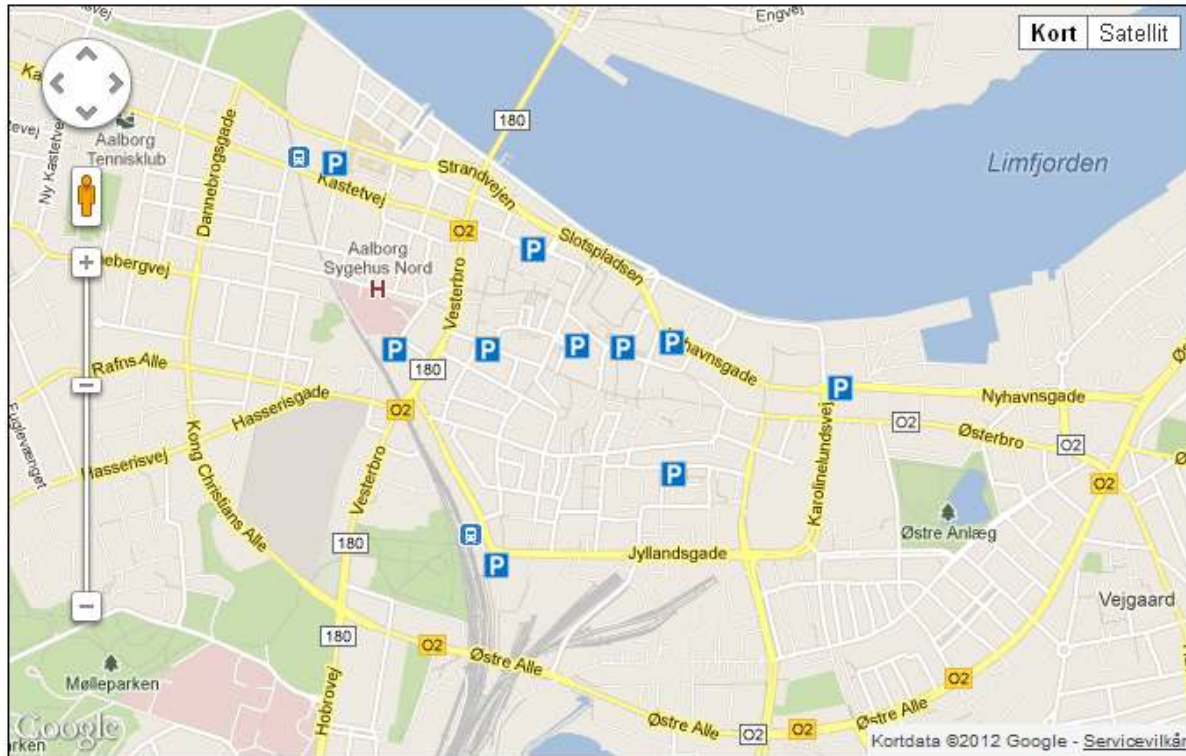 Engvej
Kort
Satellit
180
Aalborg
Tennisklub
Ny Kastetvej
Dannebrogsgade
P
Kastetvej
Strandvejen
Limfjorden
O2
Slotspladsen
P
Aalborg
Sygehus Nord
H
Vesterbro
P
180
P
P
P
P
Nyhavnsgade
P
Nyhavnsgade
Rafns Alle
Hasserisgade
O2
O2
Østerbro
O2
Fuglevænget
Hasserisvej
Kong Christians Alle
Vesterbro
P
Karolinelundsvej
O2
180
Østre Anlæg
P
Jyllandsgade
Vejgaard
180
O2
Østre Alle
O2
Mølleparken
Hobrovej
Google
Østre Alle
O2
O2
Østre Alle
Kortdata ©2012 Google - Servicevilkår